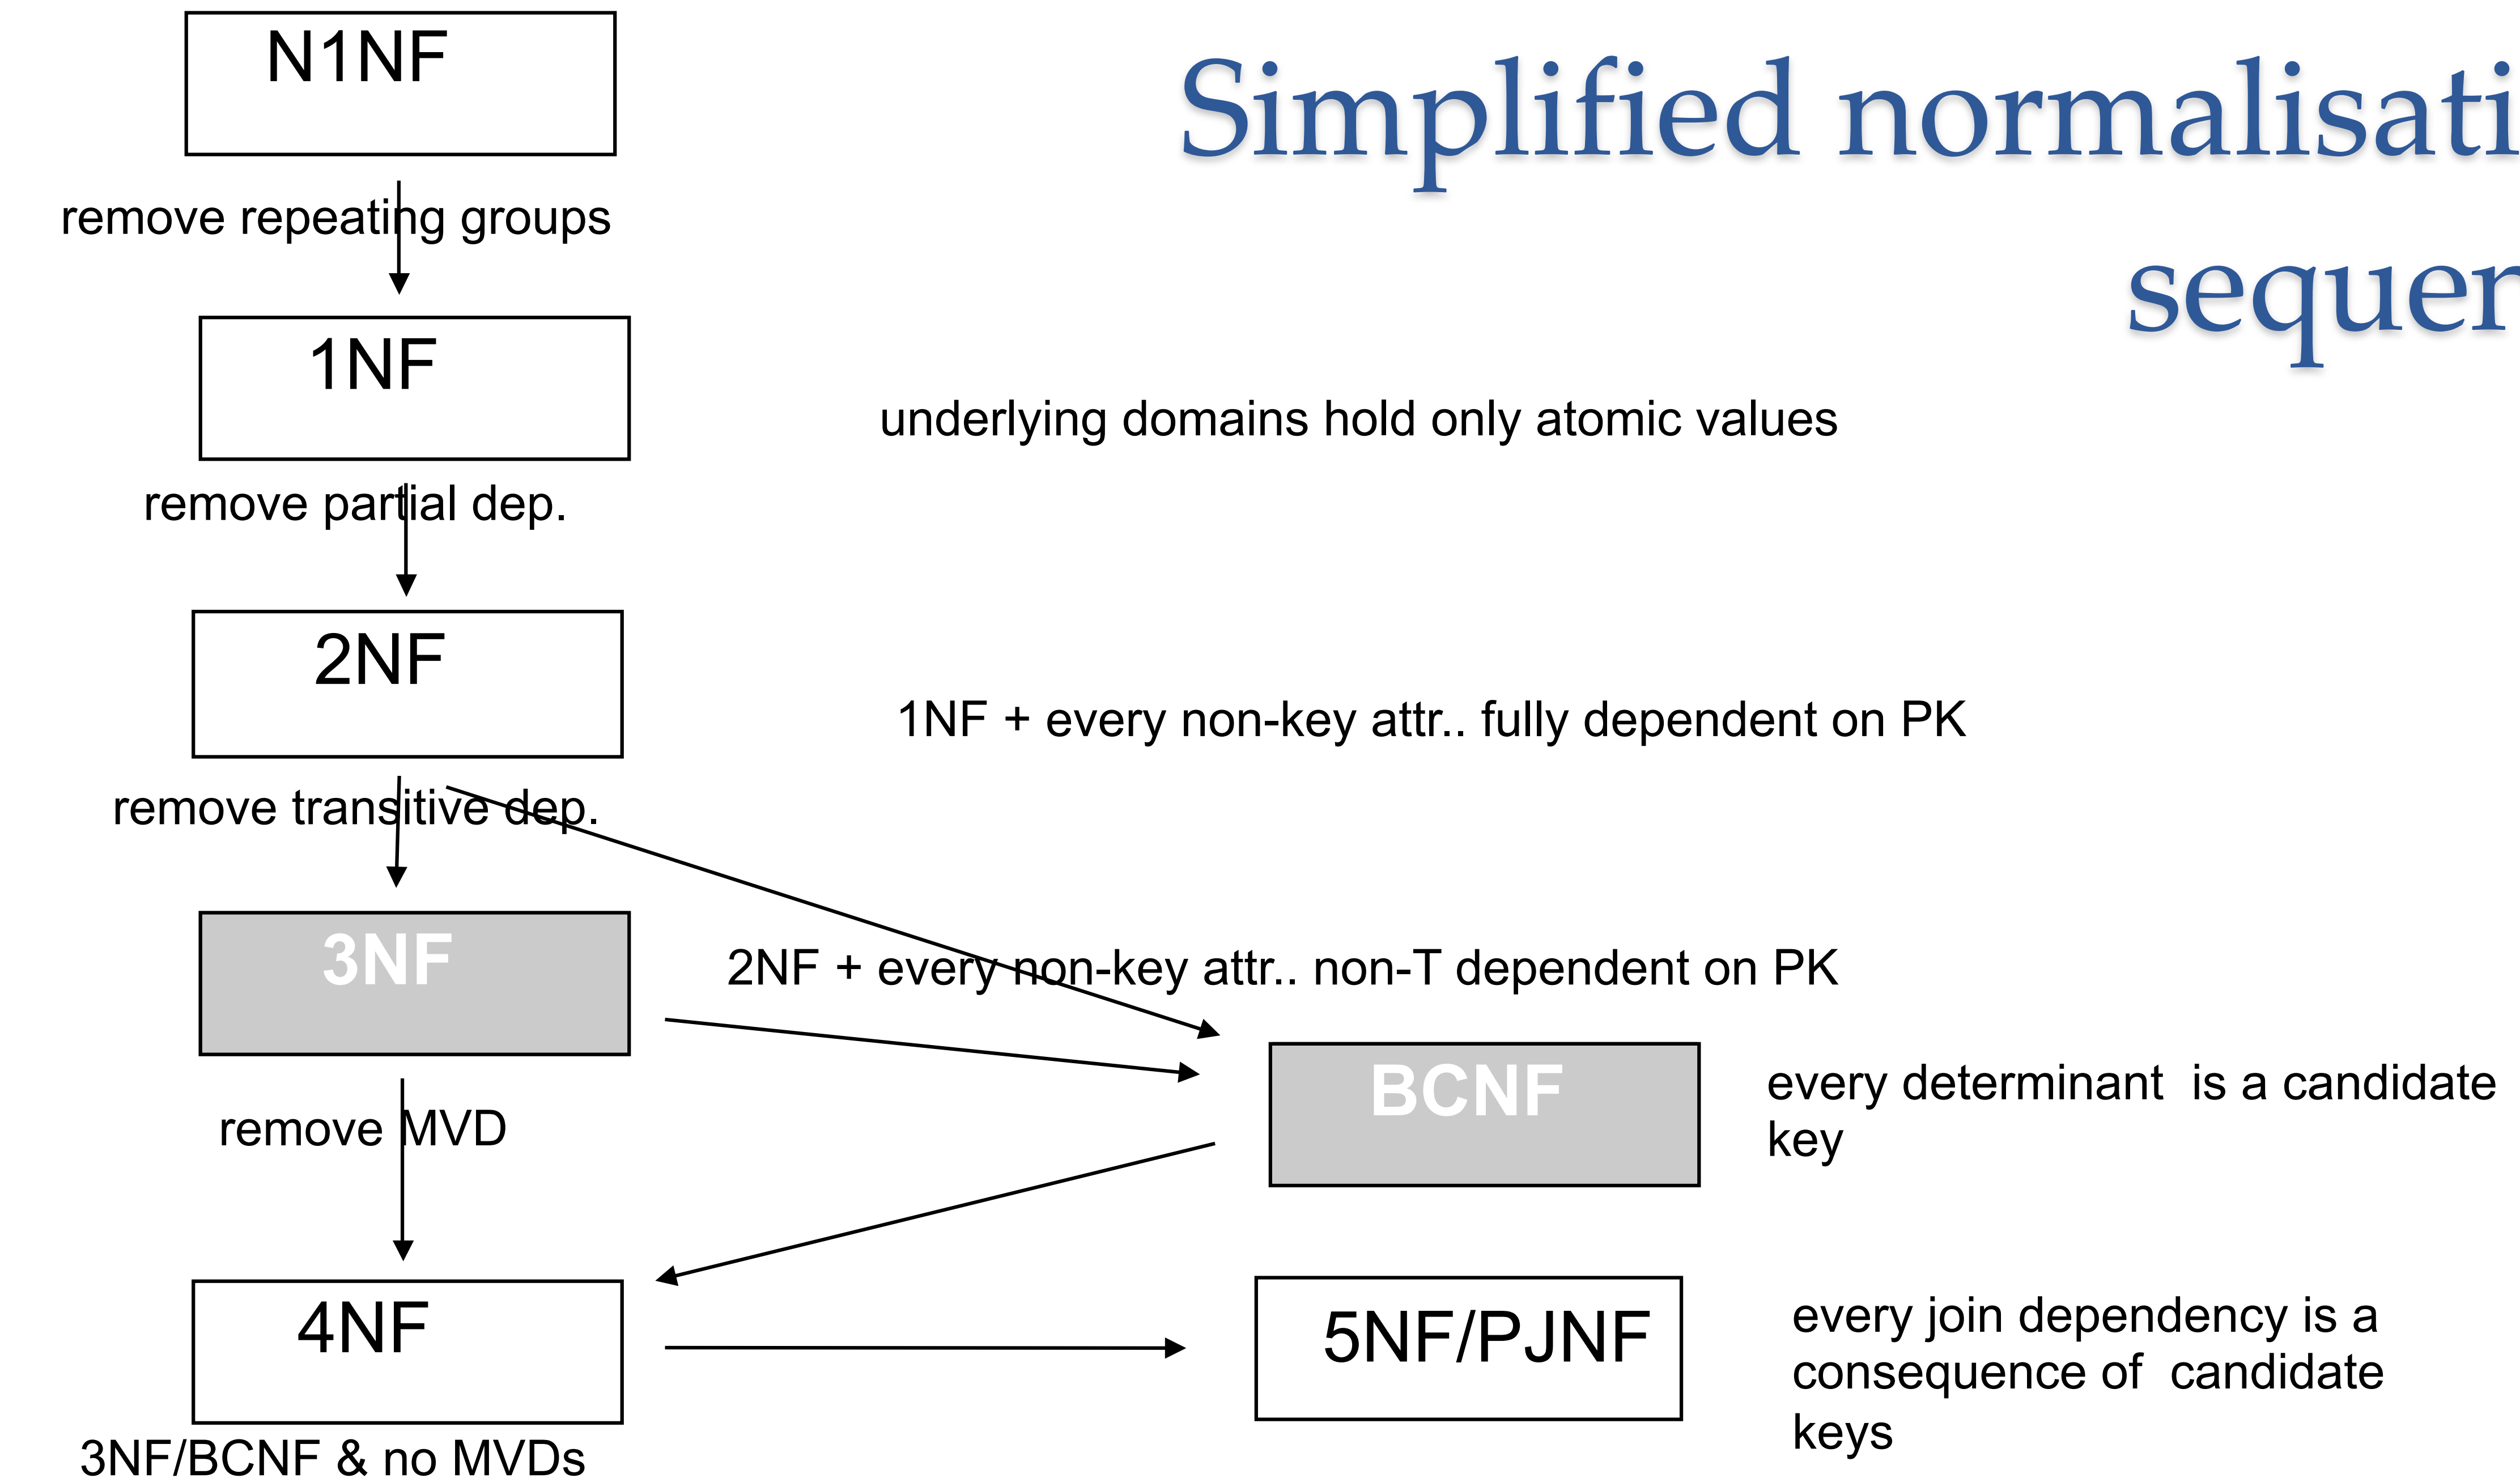 N1NF
Simplified normalisati
sequen
remove repeating groups
1NF
underlying domains hold only atomic values
remove partial dep.
2NF
1NF + every non-key attr.. fully dependent on PK
remove transitive dep.
3NF
2NF + every non-key attr.. non-T dependent on PK
BCNF
every determinant  is a candidate
key
remove MVD
4NF
5NF/PJNF
every join dependency is a
consequence of  candidate
keys
3NF/BCNF & no MVDs